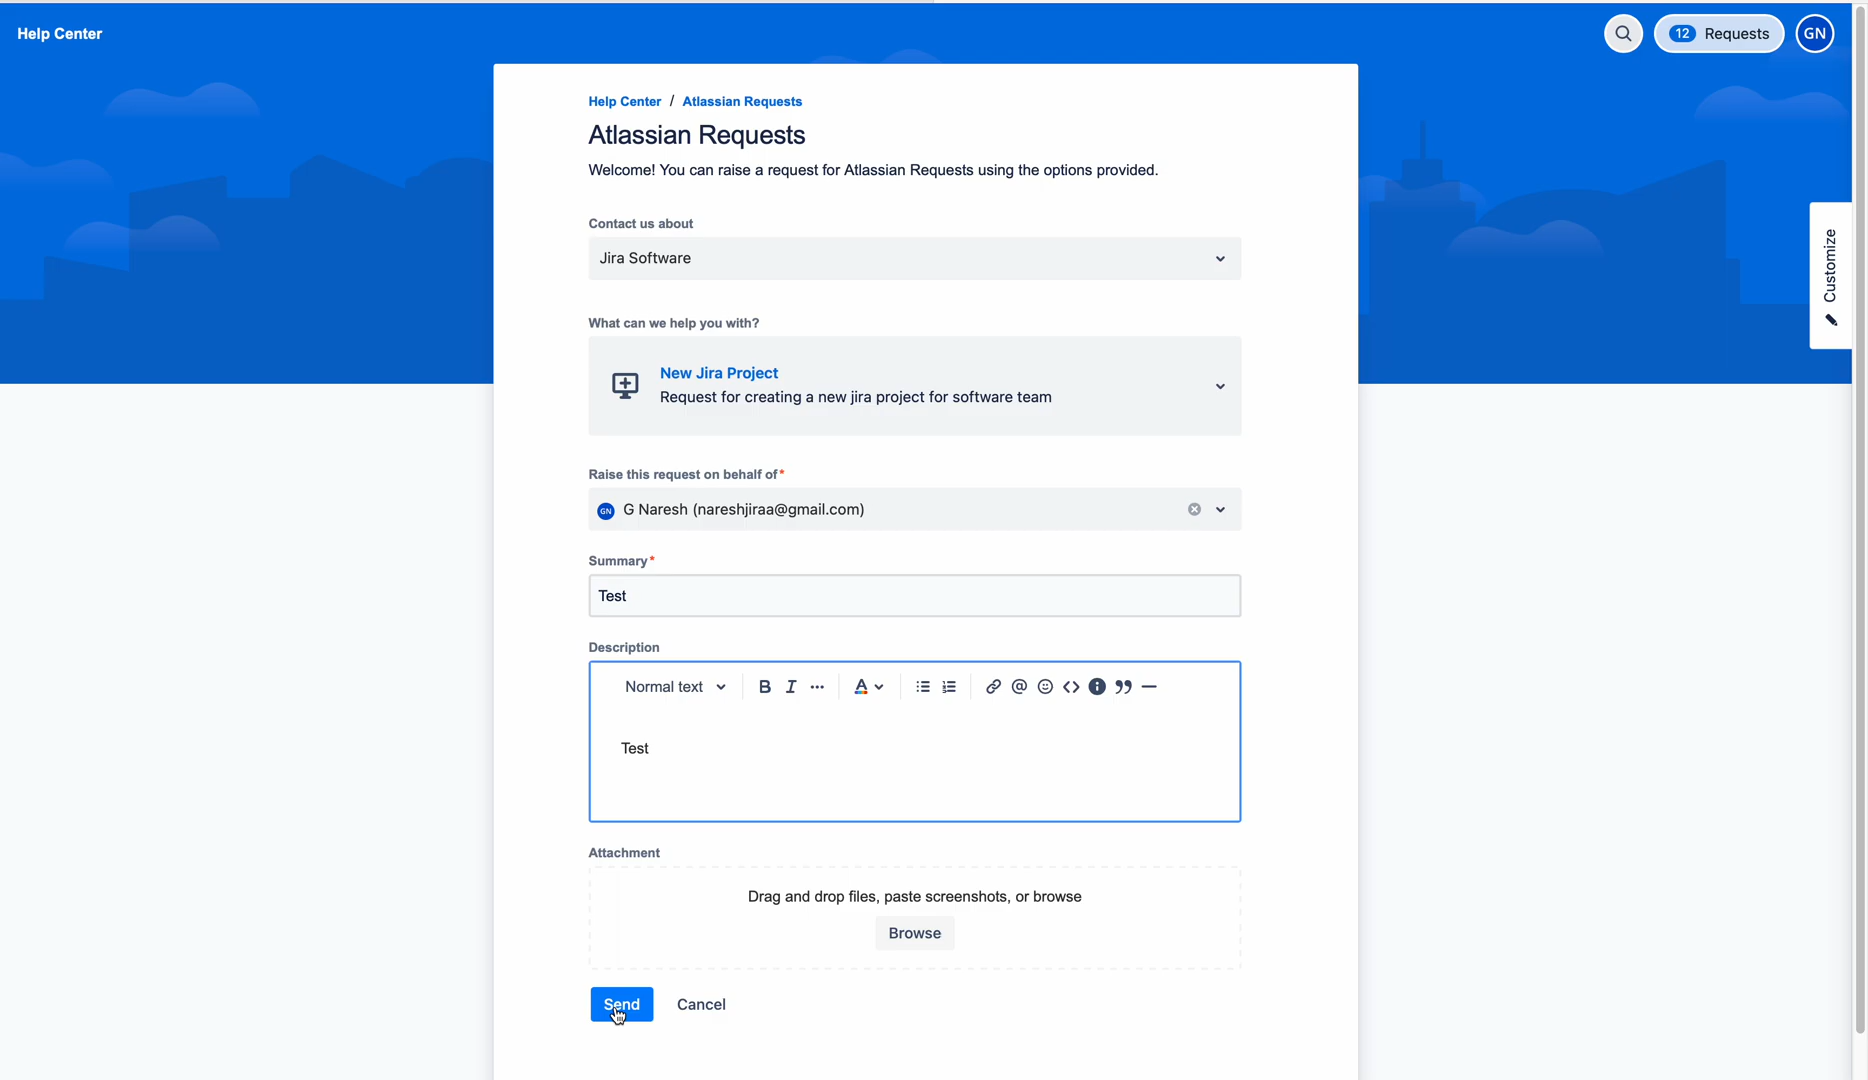 Help Center
12 Requests
GN
Help Center / Atlassian Requests
Atlassian Requests
Welcome! You can raise a request for Atlassian Requests using the options provided.
Contact us about
Jira Software
Customize
What can we help you with?
New Jira Project
Request for creating a new jira project for software team
Raise this request on behalf of*
GN G Naresh (nareshjiraa@gmail.com)
Summary*
Test
Description
Normal text B I ... A @ <> i ”
Test
Attachment
Drag and drop files, paste screenshots, or browse
Browse
Send Cancel